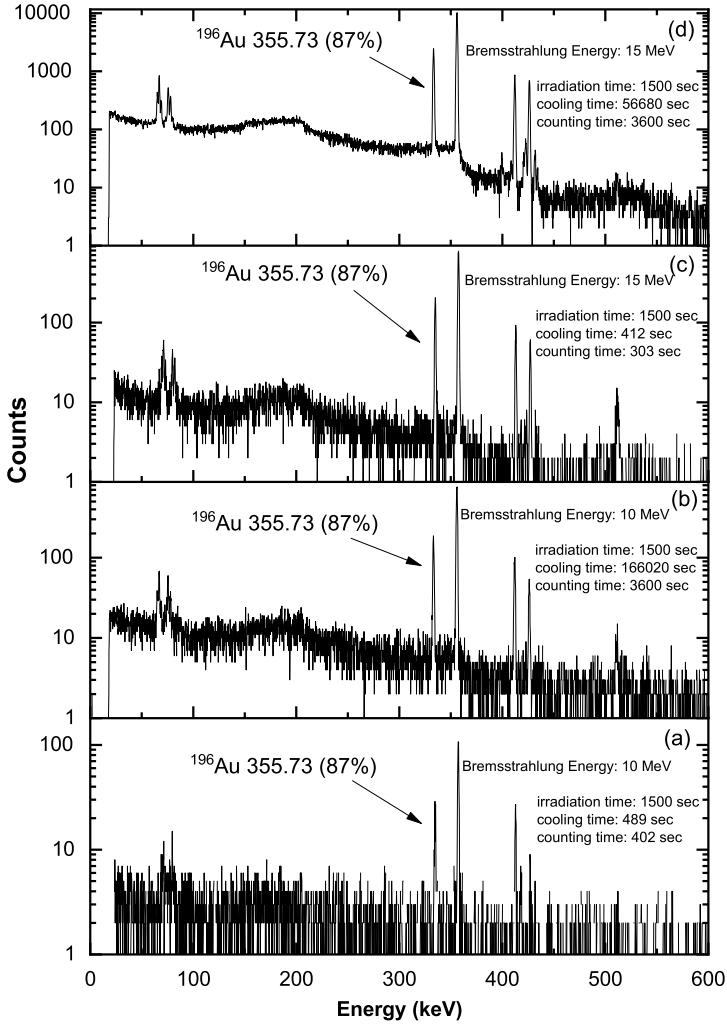 10000
(d)
¹⁹⁶Au 355.73 (87%)
Bremsstrahlung Energy: 15 MeV
1000
irradiation time: 1500 sec
cooling time: 56680 sec
counting time: 3600 sec
100
10
1
(c)
¹⁹⁶Au 355.73 (87%)
Bremsstrahlung Energy: 15 MeV
irradiation time: 1500 sec
cooling time: 412 sec
counting time: 303 sec
100
10
1
Counts
(b)
¹⁹⁶Au 355.73 (87%)
Bremsstrahlung Energy: 10 MeV
irradiation time: 1500 sec
cooling time: 166020 sec
counting time: 3600 sec
100
10
1
(a)
100
¹⁹⁶Au 355.73 (87%)
Bremsstrahlung Energy: 10 MeV
irradiation time: 1500 sec
cooling time: 489 sec
counting time: 402 sec
10
1
0 100 200 300 400 500 600
Energy (keV)